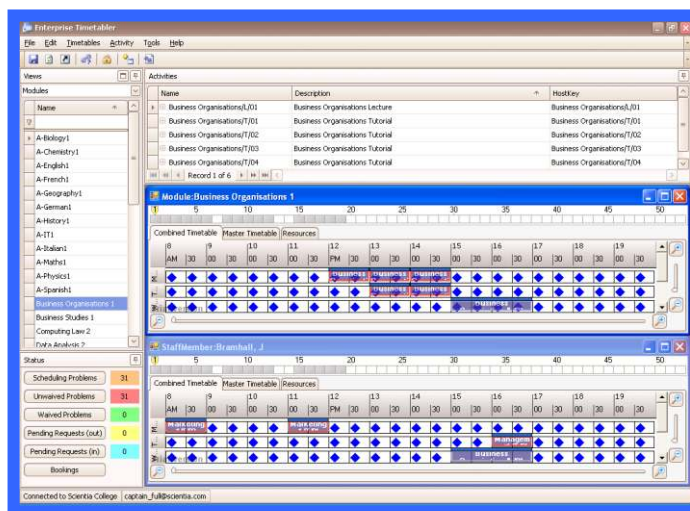 Enterprise Timetabler
File Edit Timetables Activity Tools Help
Views
Modules
Name
A-Biology1
A-Chemistry1
A-English1
A-French1
A-Geography1
A-German1
A-History1
A-IT1
A-Italian1
A-Maths1
A-Physics1
A-Spanish1
Business Organisations 1
Business Studies 1
Computing Law 2
Data Analysis 2
Status
Scheduling Problems 31
Unwaived Problems 31
Waived Problems 0
Pending Requests (out) 0
Pending Requests (in) 0
Bookings
Activities
Name Description HostKey
Business Organisations/L/01 Business Organisations Lecture Business Organisations/L/01
Business Organisations/T/01 Business Organisations Tutorial Business Organisations/T/01
Business Organisations/T/02 Business Organisations Tutorial Business Organisations/T/02
Business Organisations/T/03 Business Organisations Tutorial Business Organisations/T/03
Business Organisations/T/04 Business Organisations Tutorial Business Organisations/T/04
Record 1 of 6
Module:Business Organisations 1
1 5 10 15 20 25 30 35 40 45 50
Combined Timetable Master Timetable Resources
8 9 10 11 12 13 14 15 16 17 18 19
AM 30 00 30 00 30 00 30 PM 30 00 30 00 30 00 30 00 30 00 30 00 30 00 30
M Business Business Business
T Business Business
Business
StaffMember:Bramhall, J
1 5 10 15 20 25 30 35 40 45 50
Combined Timetable Master Timetable Resources
8 9 10 11 12 13 14 15 16 17 18 19
AM 30 00 30 00 30 00 30 PM 30 00 30 00 30 00 30 00 30 00 30 00 30 00 30
M Marketing Marketing
T Managem
Business
Connected to Scientia College captain_full@scientia.com